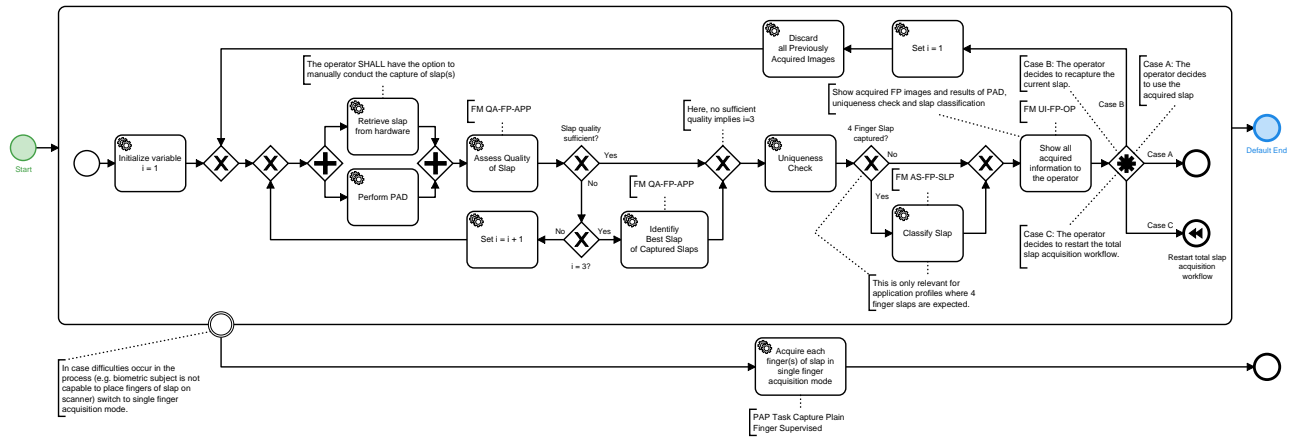 Discard
all Previously
Acquired Images
Set i = 1
The operator SHALL have the option to
manually conduct the capture of slap(s)
Case B: The operator
decides to recapture the
current slap.
Case A: The
operator decides
to use the
acquired slap
Show acquired FP images and results of PAD,
uniqueness check and slap classification
FM QA-FP-APP
Here, no sufficient
quality implies i=3
FM UI-FP-OP
Case B
Retrieve slap
from hardware
Slap quality
sufficient?
4 Finger Slap
captured?
Start
Initialize variable
i = 1
Assess Quality
of Slap
Yes
Uniqueness
Check
No
Show all
acquired
information to
the operator
Case A
Default End
No
FM QA-FP-APP
FM AS-FP-SLP
Perform PAD
Yes
Set i = i + 1
No
Yes
Identifiy
Best Slap
of Captured Slaps
Classify Slap
Case C: The operator
decides to restart the total
slap acquisition workflow.
Case C
i = 3?
Restart total slap
acquisition
workflow
This is only relevant for
application profiles where 4
finger slaps are expected.
In case difficulties occur in the
process (e.g. biometric subject is not
capable to place fingers of slap on
scanner) switch to single finger
acquisition mode.
Acquire each
finger(s) of slap in
single finger
acquisition mode
PAP Task Capture Plain
Finger Supervised